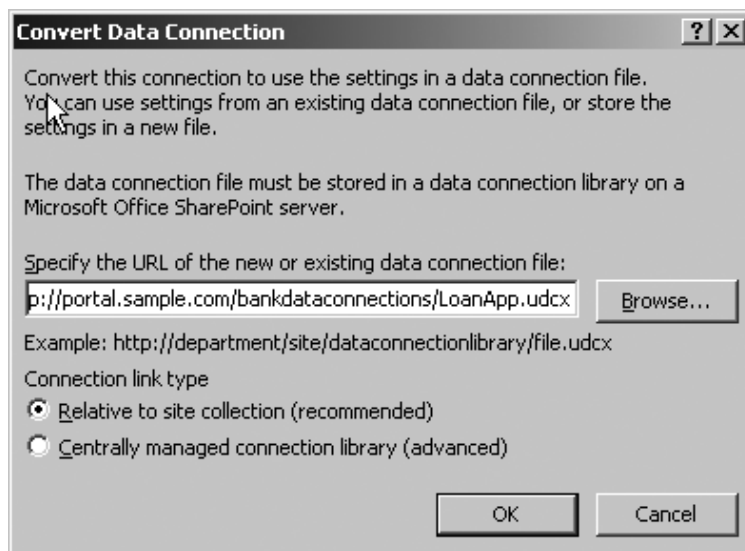 Convert Data Connection
Convert this connection to use the settings in a data connection file.
You can use settings from an existing data connection file, or store the
settings in a new file.
The data connection file must be stored in a data connection library on a
Microsoft Office SharePoint server.
Specify the URL of the new or existing data connection file:
p://portal.sample.com/bankdataconnections/LoanApp.udcx
Browse...
Example: http://department/site/dataconnectionlibrary/file.udcx
Connection link type
Relative to site collection (recommended)
Centrally managed connection library (advanced)
OK Cancel